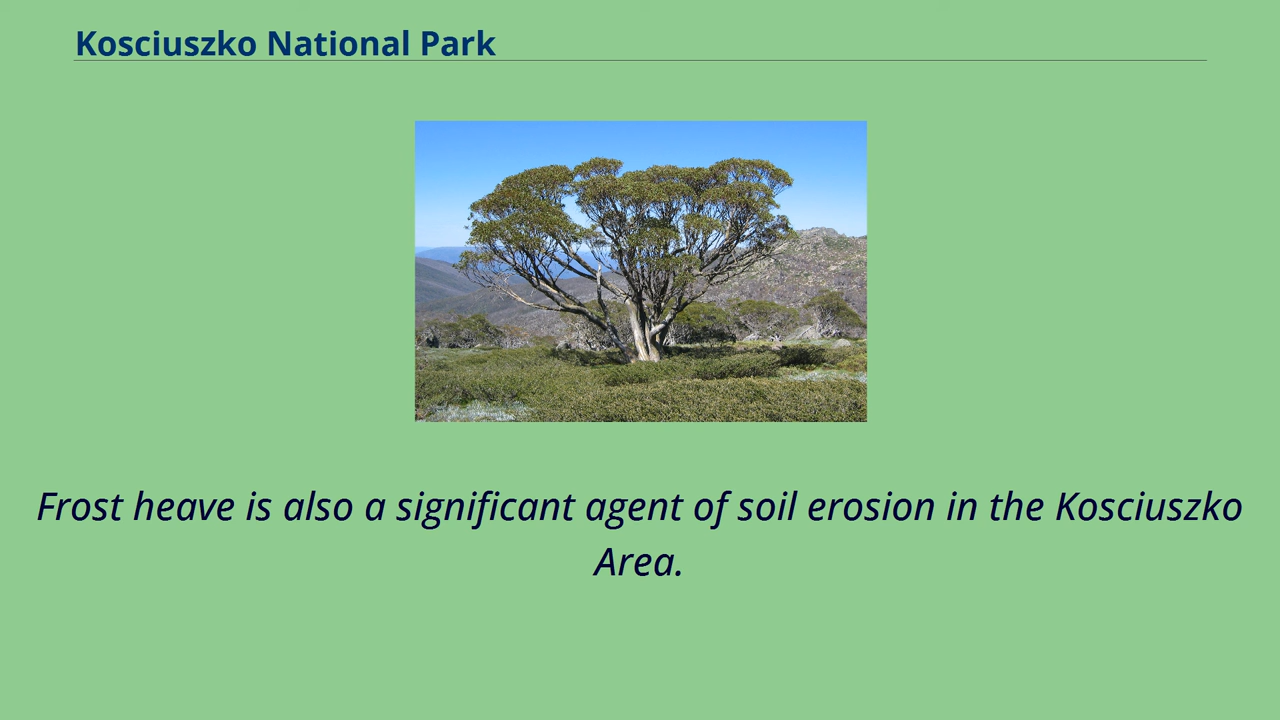 Kosciuszko National Park
Frost heave is also a significant agent of soil erosion in the Kosciuszko
Area.